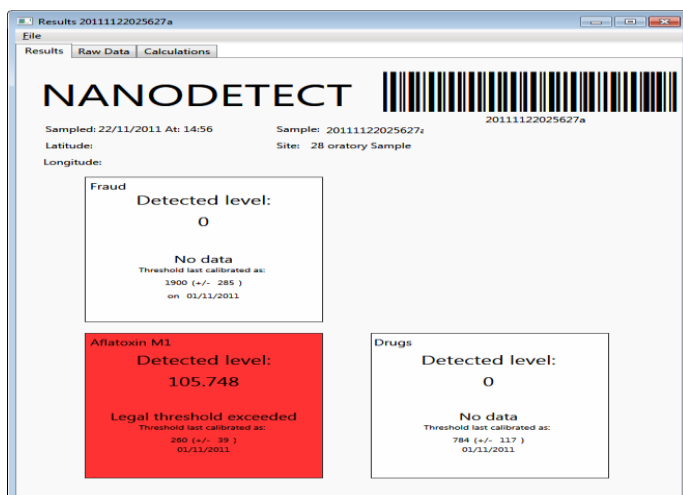 Results 20111122025627a
File
Results Raw Data Calculations
NANODETECT
20111122025627a
Sampled: 22/11/2011 At: 14:56 Sample: 20111122025627a
Latitude: Site: 28 oratory Sample
Longitude:
Fraud
Detected level:
0
No data
Threshold last calibrated as:
1900 (+/- 285 )
on 01/11/2011
Aflatoxin M1
Detected level:
105.748
Legal threshold exceeded
Threshold last calibrated as:
260 (+/- 39 )
01/11/2011
Drugs
Detected level:
0
No data
Threshold last calibrated as:
784 (+/- 117 )
01/11/2011